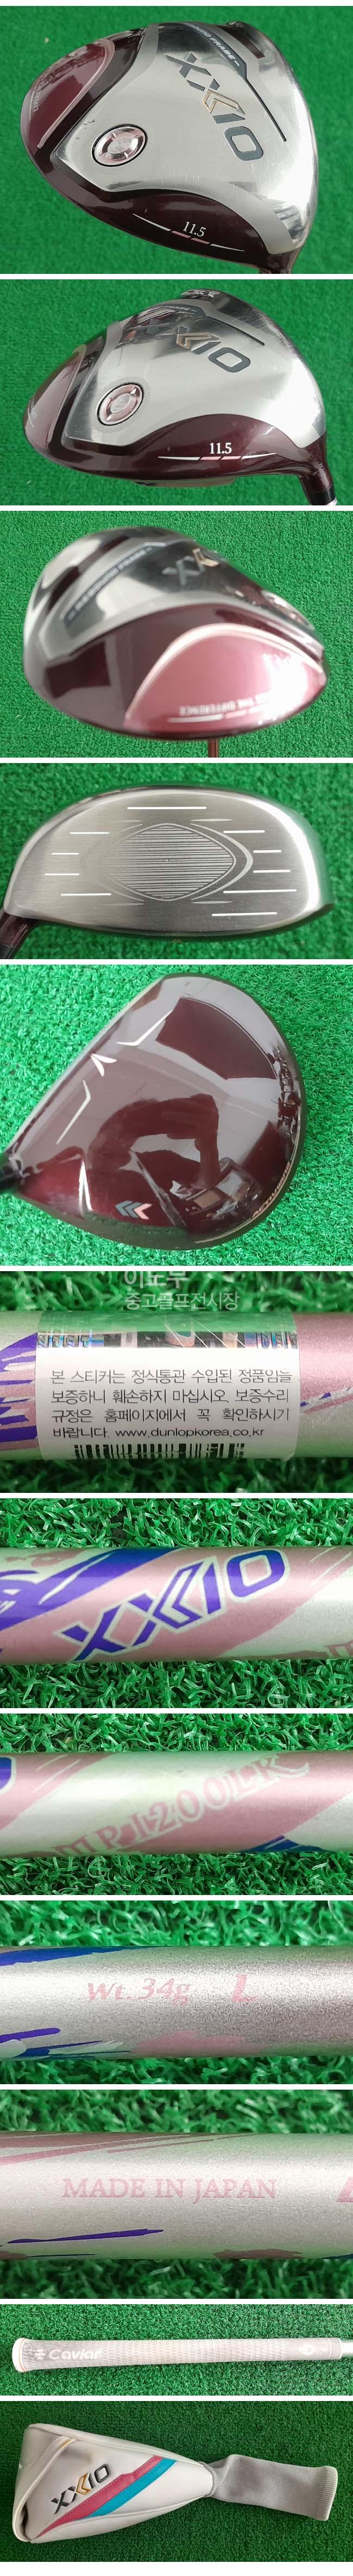 XXIO
11.5
XXIO
11.5
THE DIFFERENCE
중고골프전시장
본 스티커는 정식통관 수입된 정품임을
보증하니 훼손하지 마십시오. 보증수리
규정은 홈페이지에서 꼭 확인하시기
바랍니다. www.dunlopkorea.co.kr
XXIO
MP1200LK
Wt. 34g L
MADE IN JAPAN
Caviar
XXIO